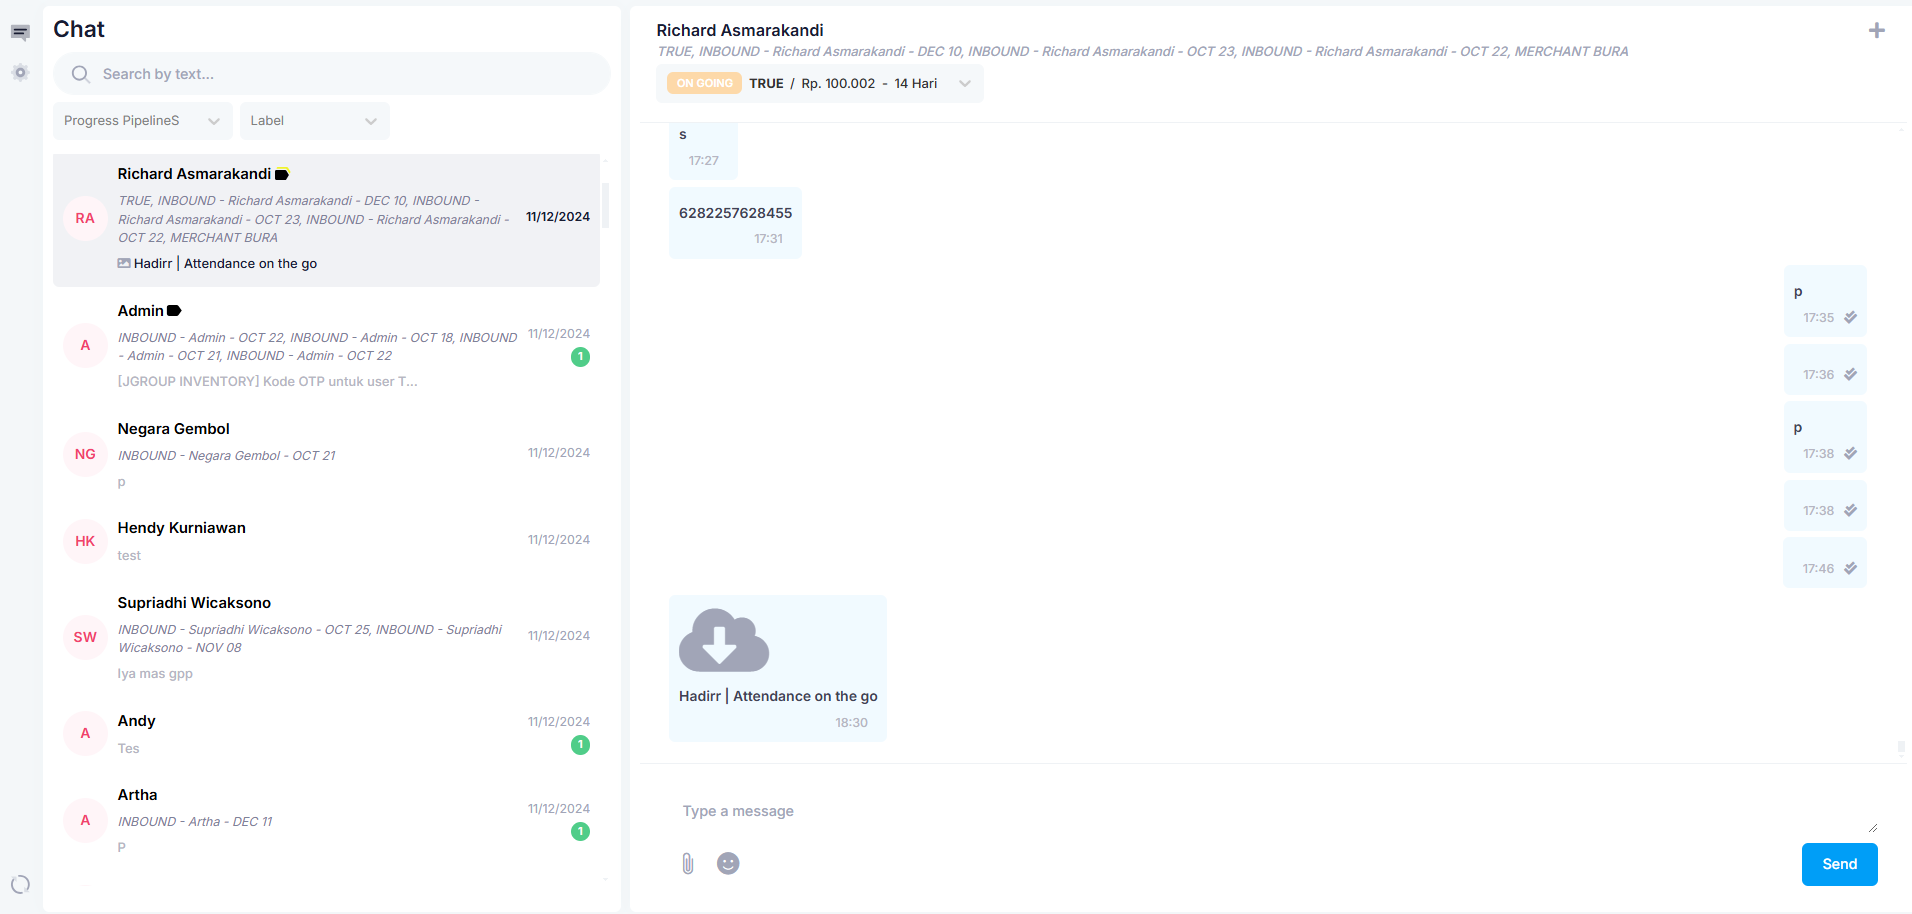 Chat
Search by text...
Progress PipelineS
Label
RA
Richard Asmarakandi
TRUE, INBOUND - Richard Asmarakandi - DEC 10, INBOUND -
Richard Asmarakandi - OCT 23, INBOUND - Richard Asmarakandi -
OCT 22, MERCHANT BURA
11/12/2024
Hadirr | Attendance on the go
A
Admin
INBOUND - Admin - OCT 22, INBOUND - Admin - OCT 18, INBOUND
- Admin - OCT 21, INBOUND - Admin - OCT 22
11/12/2024
1
[JGROUP INVENTORY] Kode OTP untuk user T...
NG
Negara Gembol
INBOUND - Negara Gembol - OCT 21
11/12/2024
p
HK
Hendy Kurniawan
11/12/2024
test
SW
Supriadhi Wicaksono
INBOUND - Supriadhi Wicaksono - OCT 25, INBOUND - Supriadhi
Wicaksono - NOV 08
11/12/2024
Iya mas gpp
A
Andy
11/12/2024
Tes
1
A
Artha
INBOUND - Artha - DEC 11
11/12/2024
1
P
Richard Asmarakandi
TRUE, INBOUND - Richard Asmarakandi - DEC 10, INBOUND - Richard Asmarakandi - OCT 23, INBOUND - Richard Asmarakandi - OCT 22, MERCHANT BURA
ON GOING TRUE / Rp. 100.002 - 14 Hari
s
17:27
6282257628455
17:31
p
17:35
17:36
p
17:38
17:38
17:46
Hadirr | Attendance on the go
18:30
Type a message
Send